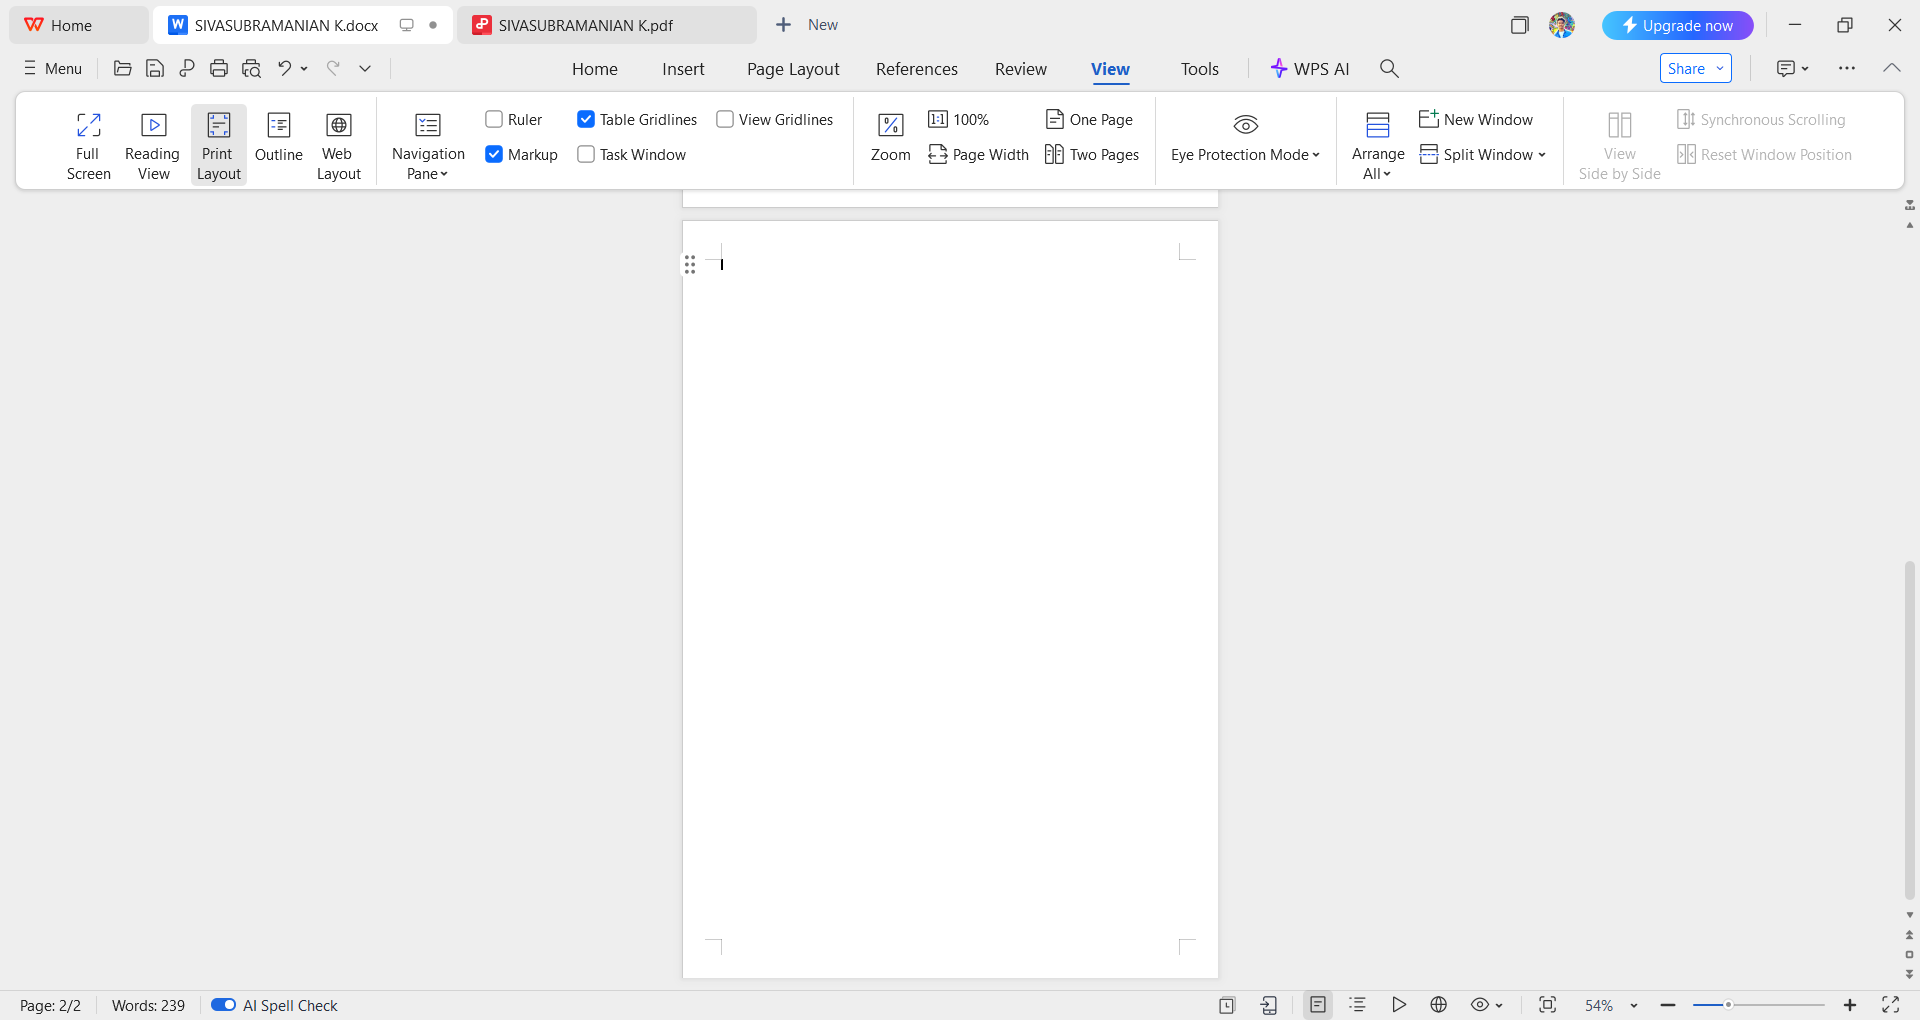 Home
SIVASUBRAMANIAN K.docx
SIVASUBRAMANIAN K.pdf
New
Upgrade now
Menu
Home
Insert
Page Layout
References
Review
View
Tools
WPS AI
Share
Full Screen
Reading View
Print Layout
Outline
Web Layout
Navigation Pane
Ruler
Table Gridlines
View Gridlines
Markup
Task Window
Zoom
100%
Page Width
One Page
Two Pages
Eye Protection Mode
Arrange All
New Window
Split Window
View Side by Side
Synchronous Scrolling
Reset Window Position
Page: 2/2
Words: 239
AI Spell Check
54%